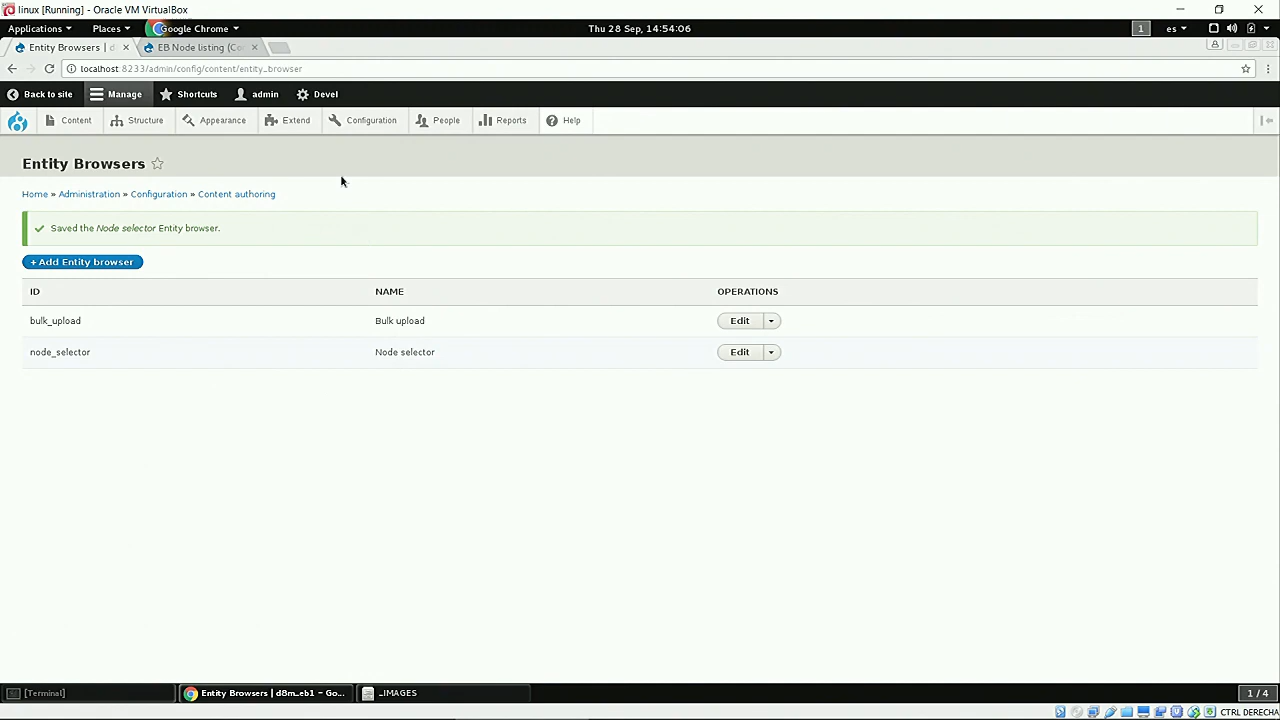 linux [Running] - Oracle VM VirtualBox
Applications Places Google Chrome Thu 28 Sep, 14:54:06 1 es
Entity Browsers | d EB Node listing (Co
localhost:8233/admin/config/content/entity_browser
Back to site Manage Shortcuts admin Devel
Content Structure Appearance Extend Configuration People Reports Help
Entity Browsers
Home » Administration » Configuration » Content authoring
Saved the Node selector Entity browser.
+ Add Entity browser
ID NAME OPERATIONS
bulk_upload Bulk upload Edit
node_selector Node selector Edit
[Terminal] Entity Browsers | d8m_eb1 – Go... _IMAGES 1 / 4
CTRL DERECHA